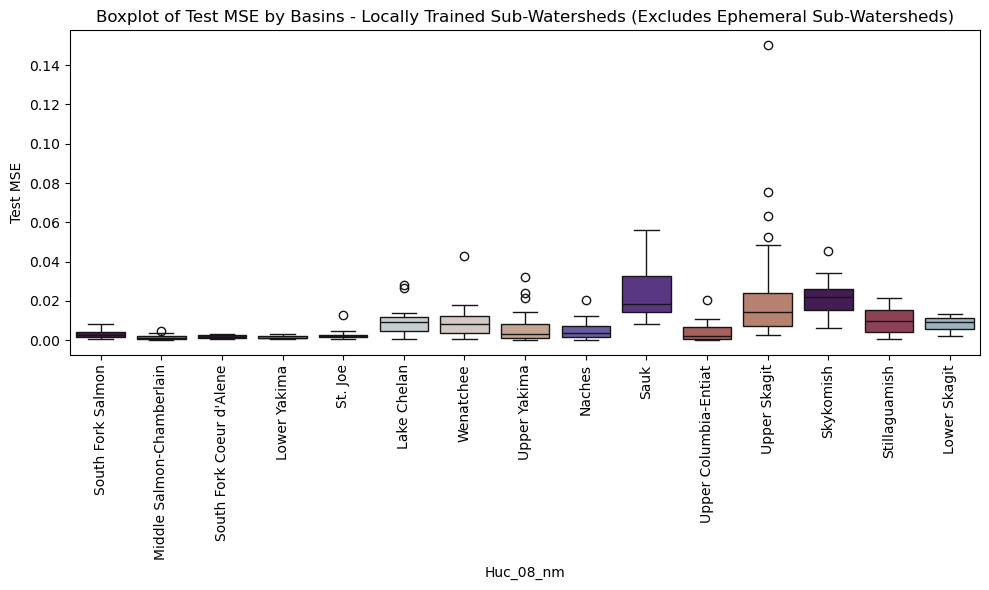 Boxplot of Test MSE by Basins - Locally Trained Sub-Watersheds (Excludes Ephemeral Sub-Watersheds)
Test MSE
0.14
0.12
0.10
0.08
0.06
0.04
0.02
0.00
South Fork Salmon
Middle Salmon-Chamberlain
South Fork Coeur d'Alene
Lower Yakima
St. Joe
Lake Chelan
Wenatchee
Upper Yakima
Naches
Sauk
Upper Columbia-Entiat
Upper Skagit
Skykomish
Stillaguamish
Lower Skagit
Huc_08_nm